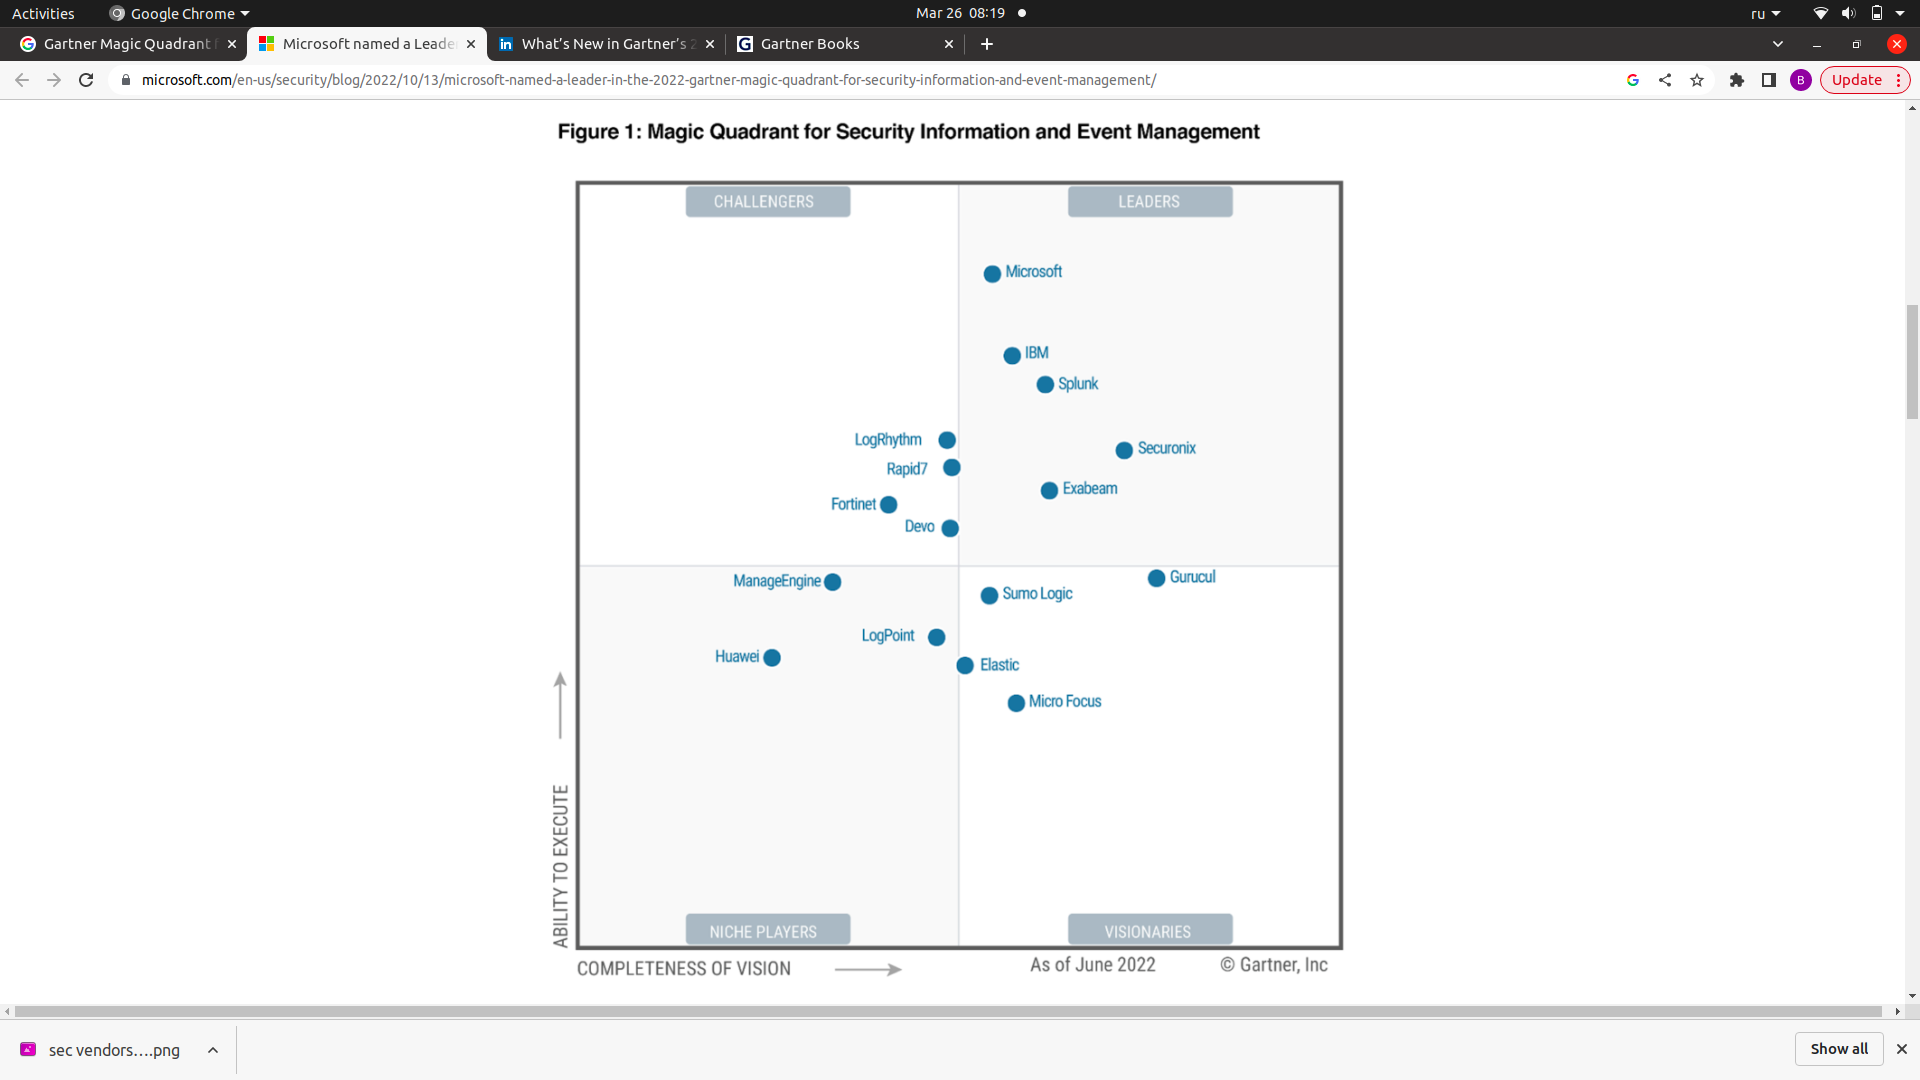 Activities
Google Chrome
Mar 26 08:19
ru
Gartner Magic Quadrant f
Microsoft named a Leade
in
What's New in Gartner's 2
G
Gartner Books
microsoft.com/en-us/security/blog/2022/10/13/microsoft-named-a-leader-in-the-2022-gartner-magic-quadrant-for-security-information-and-event-management/
B
Update
Figure 1: Magic Quadrant for Security Information and Event Management
CHALLENGERS
LEADERS
Microsoft
IBM
Splunk
LogRhythm
Securonix
Rapid7
Exabeam
Fortinet
Devo
ManageEngine
Gurucul
Sumo Logic
LogPoint
Huawei
Elastic
Micro Focus
ABILITY TO EXECUTE
NICHE PLAYERS
VISIONARIES
COMPLETENESS OF VISION
As of June 2022
© Gartner, Inc
sec vendors....png
Show all